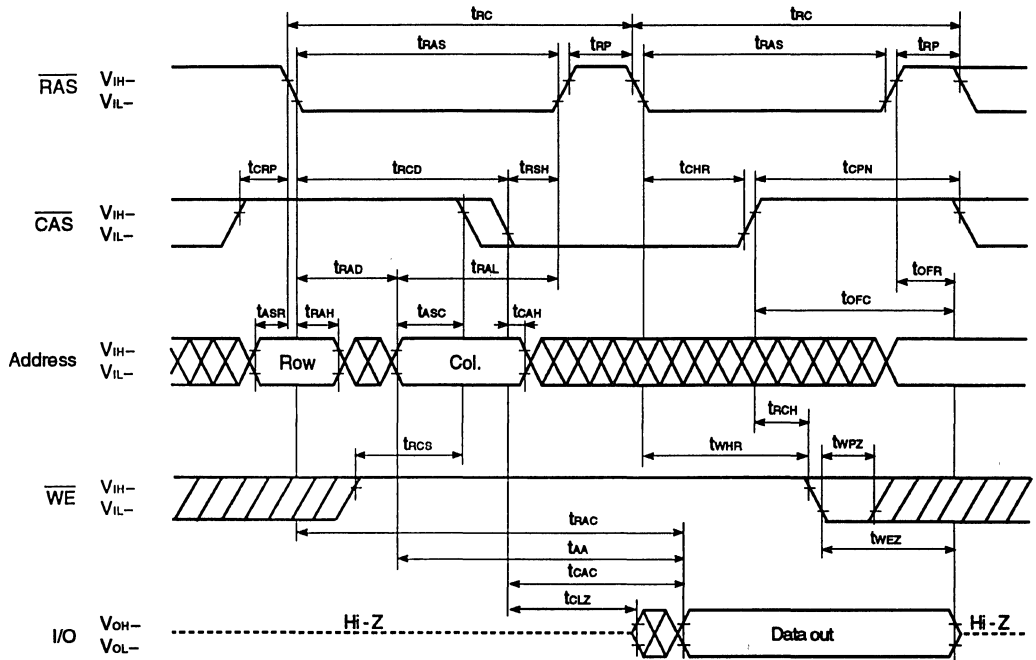 tRC tRC
tRAS tRP tRAS tRP
RAS VIH–
VIL–
tCRP tRCD tRSH tCHR tCPN
CAS VIH–
VIL–
tRAD tRAL tOFR
tASR tRAH tASC tCAH tOFC
Address VIH–
VIL–
Row Col.
tRCH
tRCS tWHR tWPZ
WE VIH–
VIL–
tRAC
tWEZ
tAA
tCAC
tCLZ
I/O VOH–
VOL–
Hi - Z Data out Hi - Z